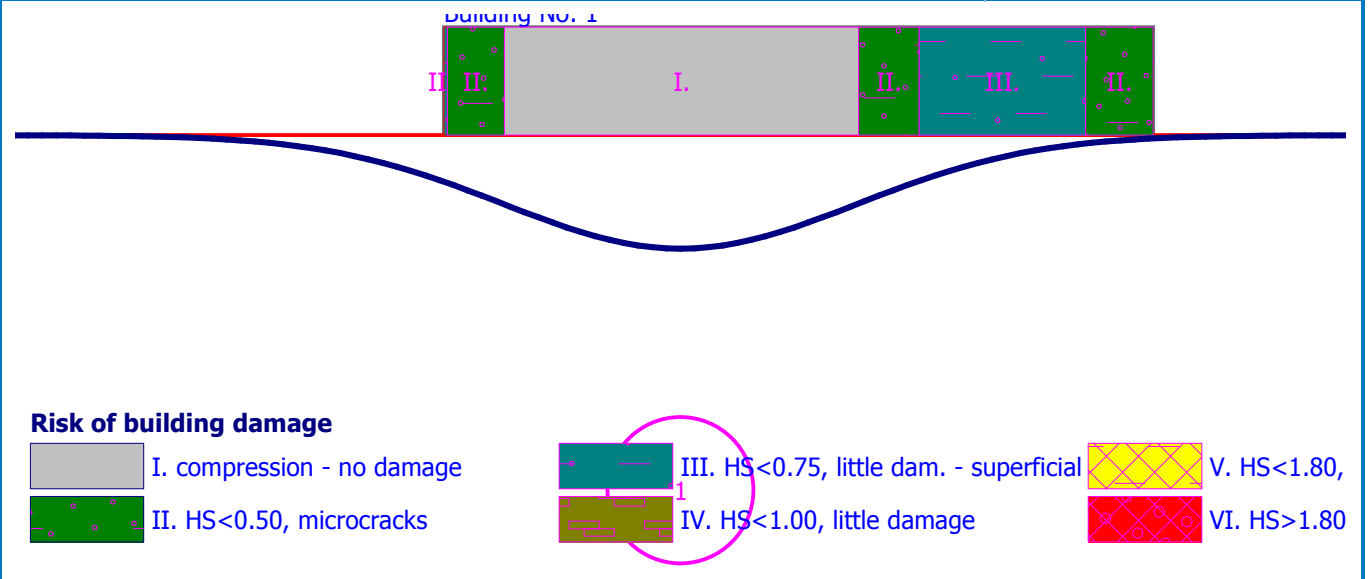 Building No. 1
II II. I. II. III. II.
Risk of building damage
I. compression - no damage
II. HS<0.50, microcracks
III. HS<0.75, little dam. - superficial
1
IV. HS<1.00, little damage
V. HS<1.80,
VI. HS>1.80